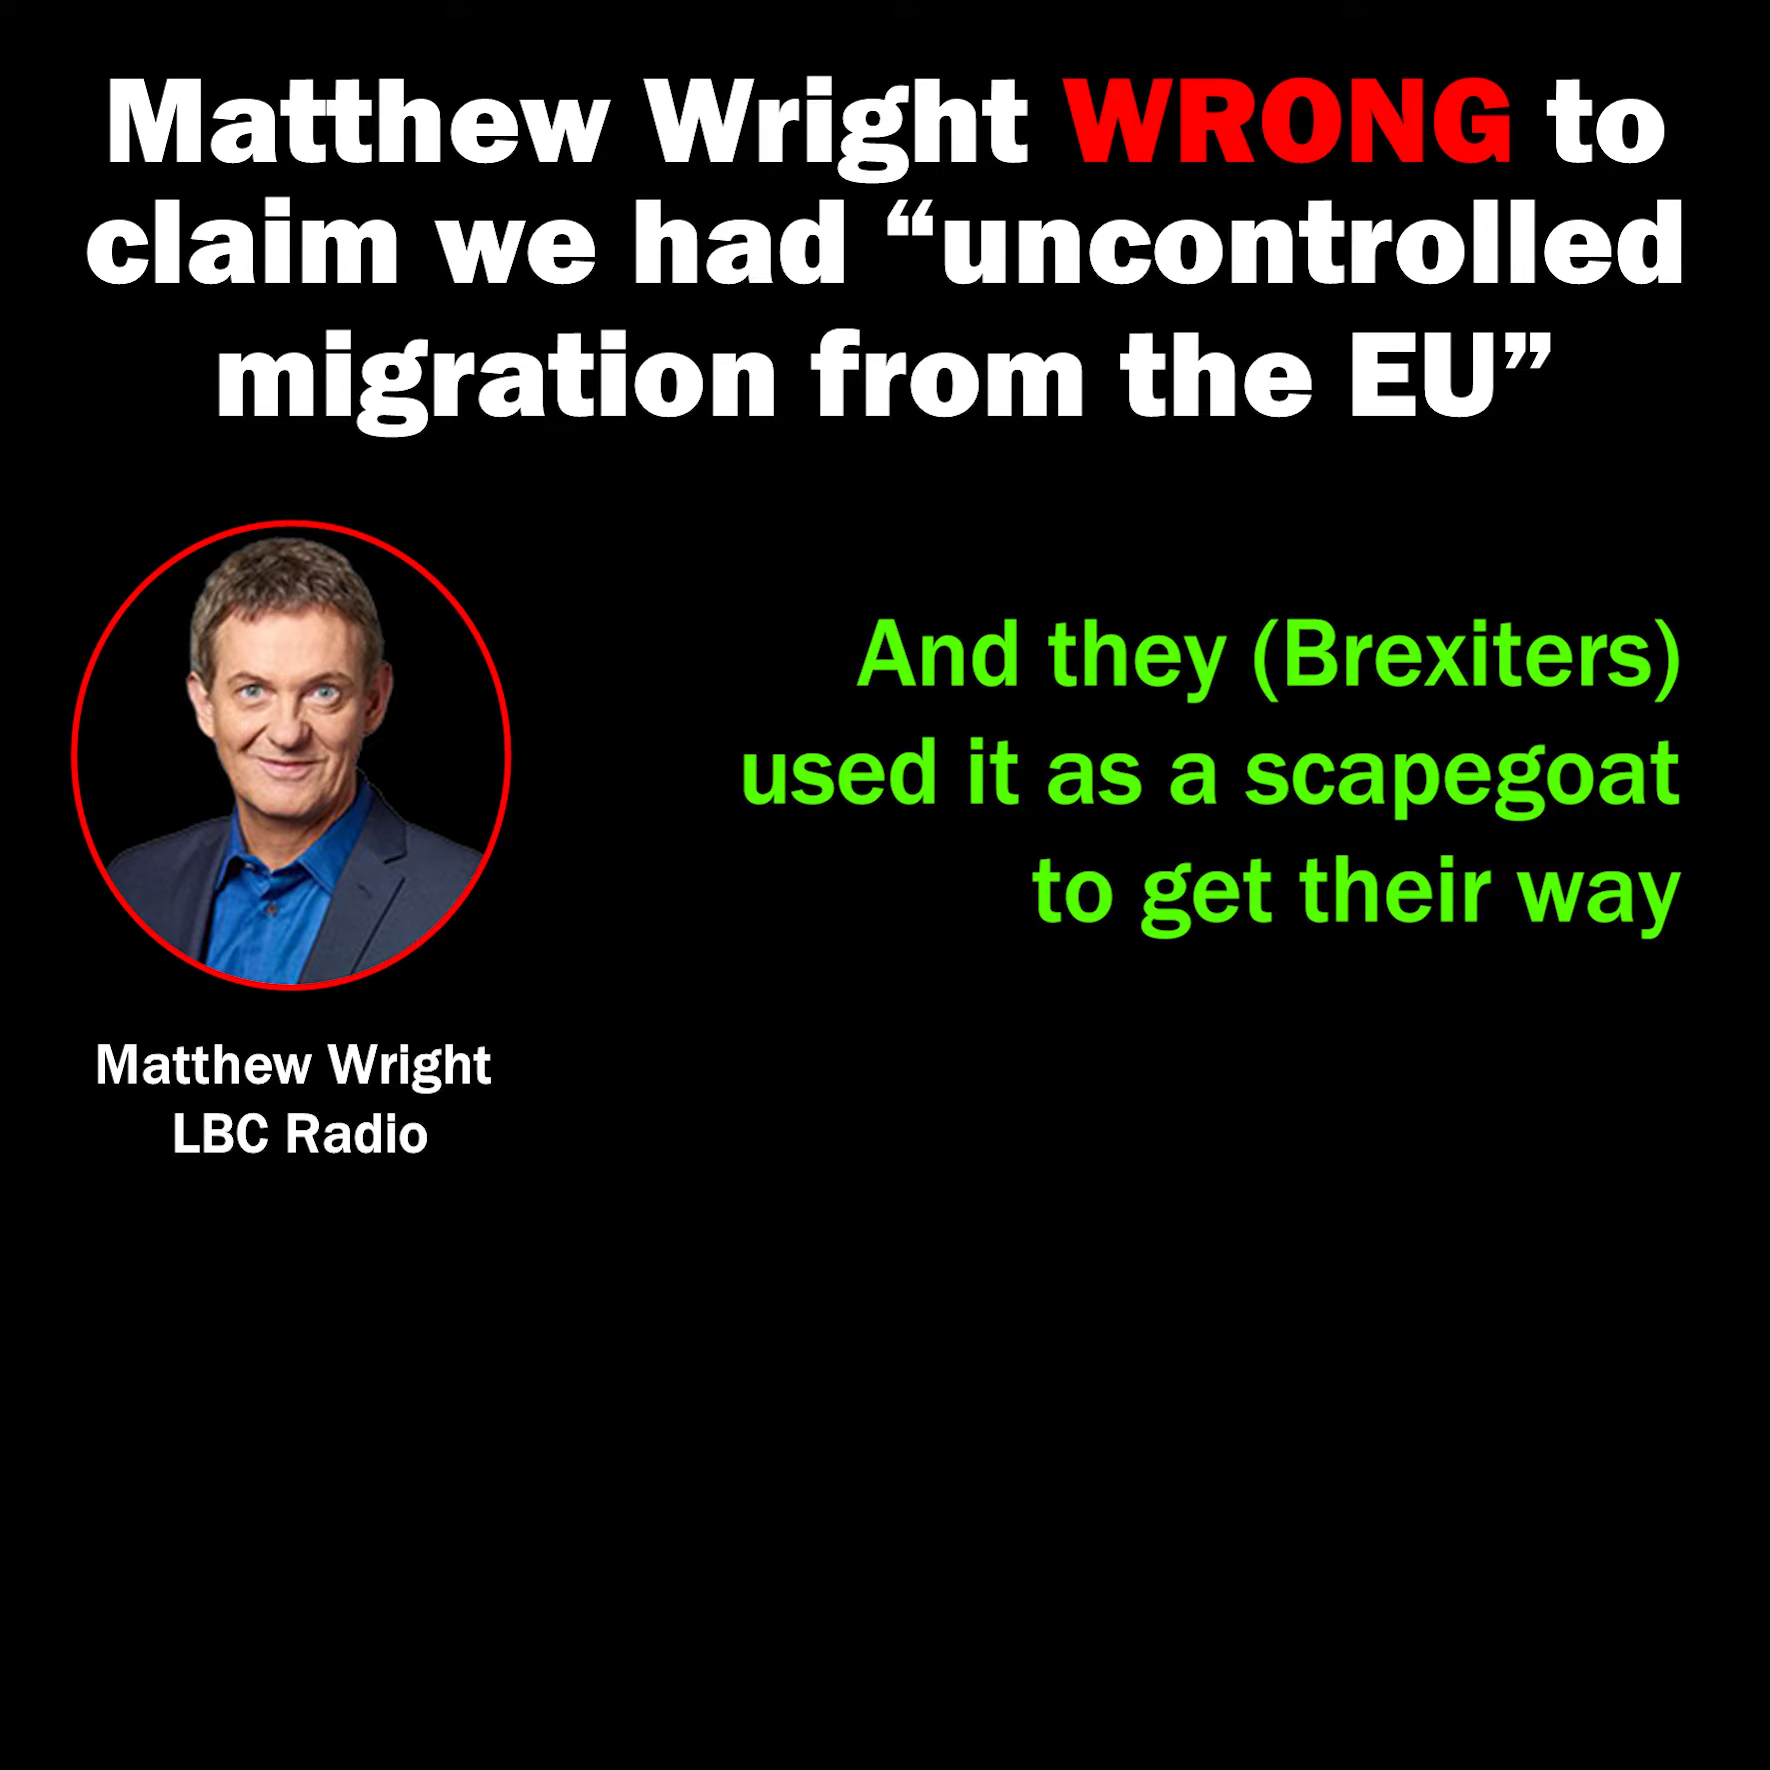 Matthew Wright WRONG to
claim we had “uncontrolled
migration from the EU”
And they (Brexiters)
used it as a scapegoat
to get their way
Matthew Wright
LBC Radio